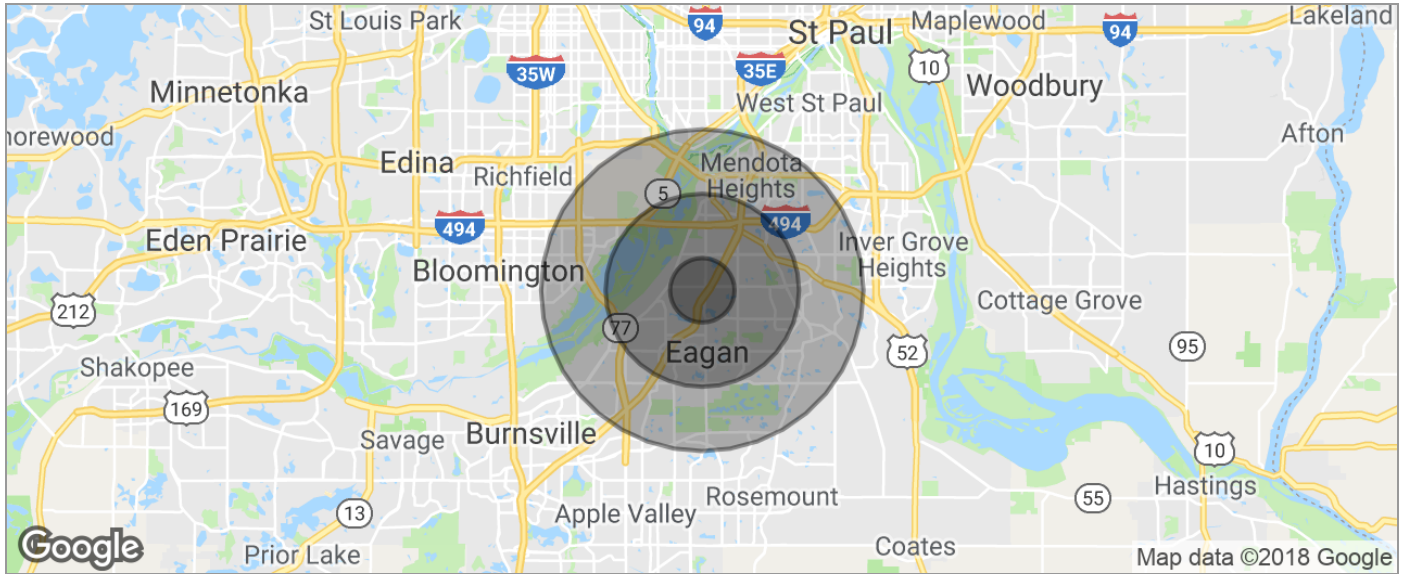 St Louis Park
94
St Paul
Maplewood
94
Lakeland
35W
35E
10
Minnetonka
West St Paul
Woodbury
horewood
Afton
Edina
Richfield
Mendota
Heights
5
494
494
Eden Prairie
Inver Grove
Heights
Bloomington
212
Cottage Grove
77
Eagan
52
95
Shakopee
169
Savage
Burnsville
10
Hastings
55
Rosemount
13
Apple Valley
Prior Lake
Coates
Google
Map data ©2018 Google